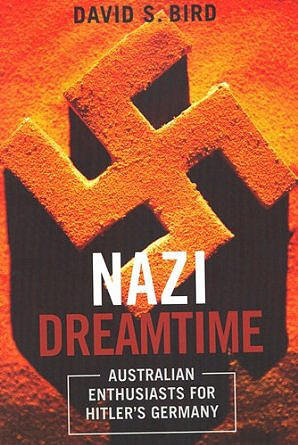 DAVID S. BIRD
NAZI
DREAMTIME
AUSTRALIAN
ENTHUSIASTS FOR
HITLER'S GERMANY